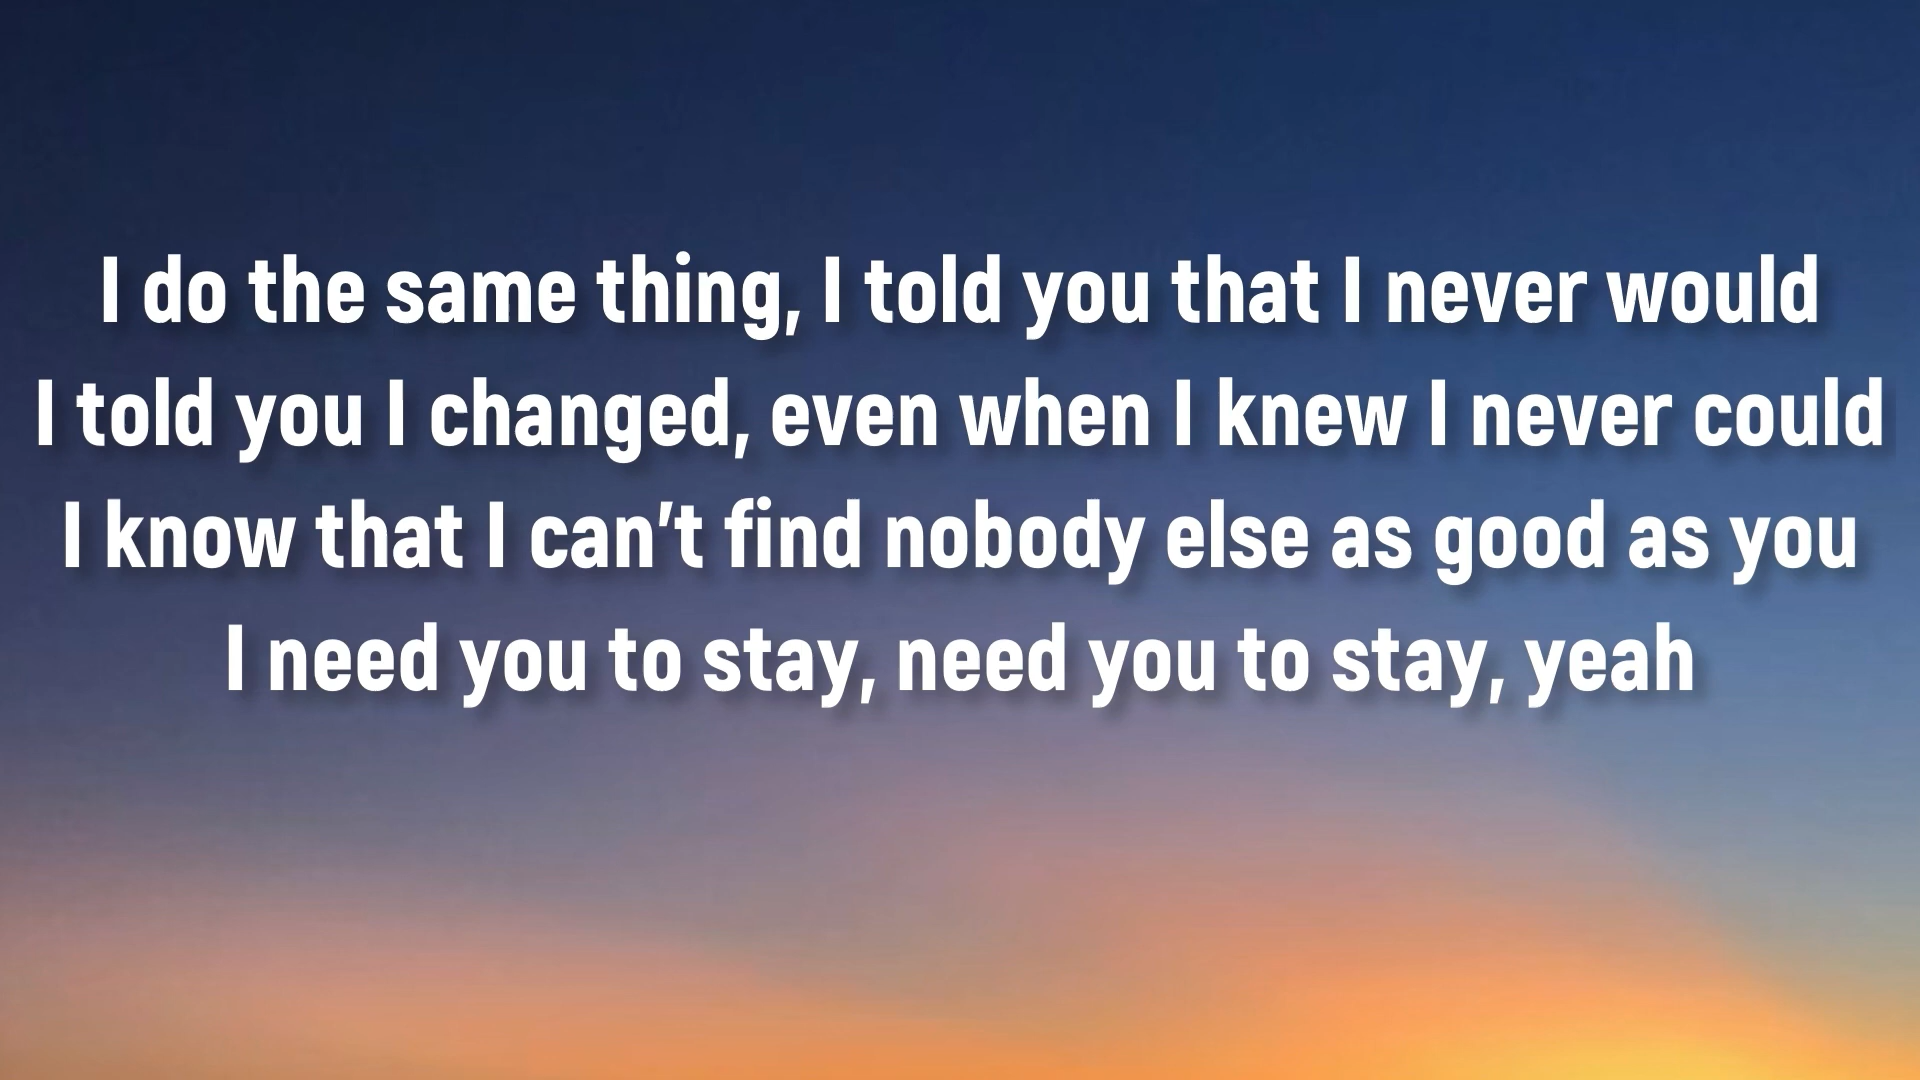 I do the same thing, I told you that I never would
I told you I changed, even when I knew I never could
I know that I can't find nobody else as good as you
I need you to stay, need you to stay, yeah